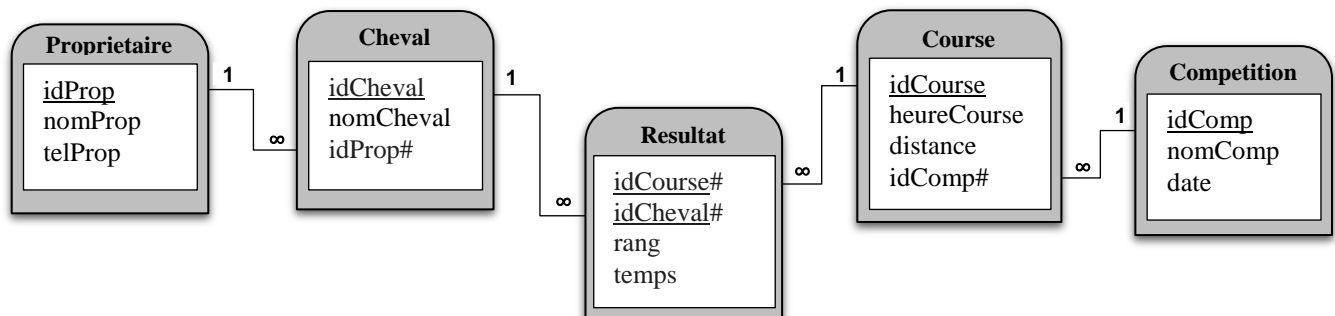 Proprietaire
idProp
nomProp
telProp
1
∞
Cheval
idCheval
nomCheval
idProp#
1
∞
Resultat
idCourse#
idCheval#
rang
temps
1
∞
Course
idCourse
heureCourse
distance
idComp#
1
∞
Competition
idComp
nomComp
date